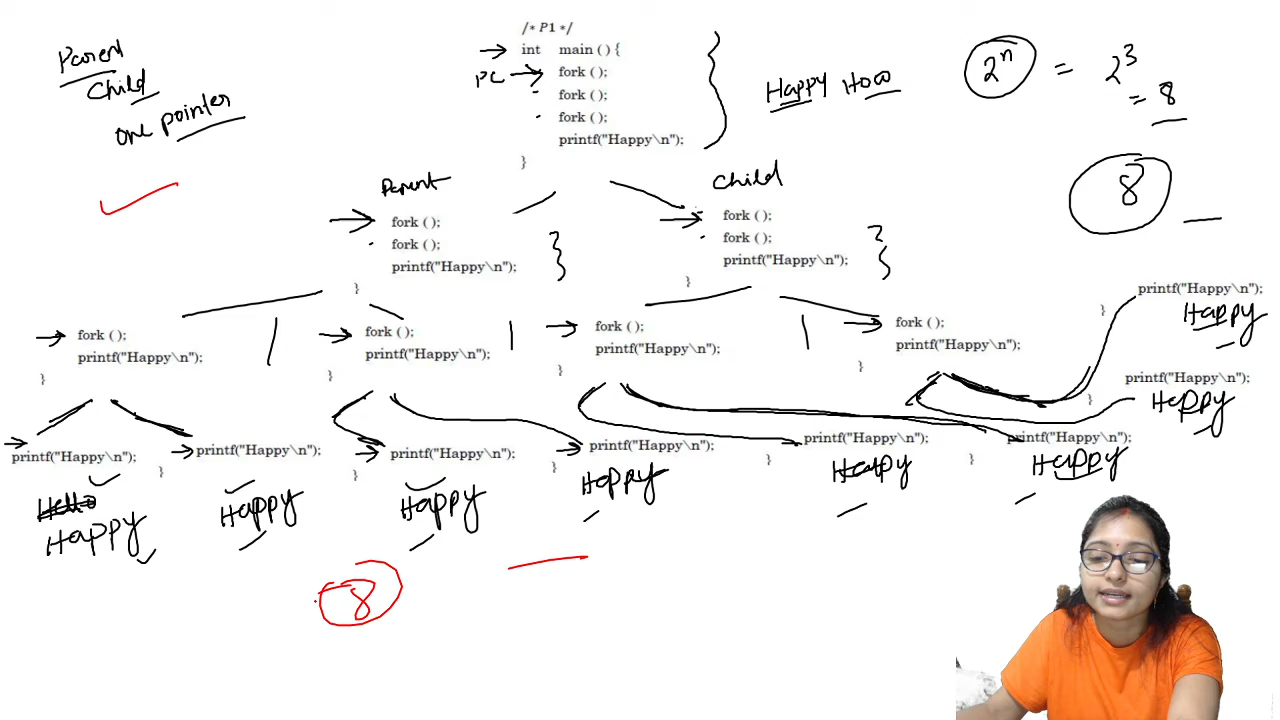 /* P1 */
int main ( ) {
PC fork ( );
fork ( );
fork ( );
printf("Happy\n");
}
Parent
Child
one pointer
Happy
2ⁿ = 2³
= 8
8
Parent
fork ( );
fork ( );
printf("Happy\n");
}
Child
fork ( );
fork ( );
printf("Happy\n");
}
fork ( );
printf("Happy\n");
}
fork ( );
printf("Happy\n");
}
fork ( );
printf("Happy\n");
}
fork ( );
printf("Happy\n");
}
printf("Happy\n");
}
Happy
printf("Happy\n");
}
Happy
printf("Happy\n");
}
Hello
Happy
printf("Happy\n");
}
Happy
printf("Happy\n");
}
Happy
printf("Happy\n");
}
Happy
printf("Happy\n");
}
Happy
printf("Happy\n");
Happy
8